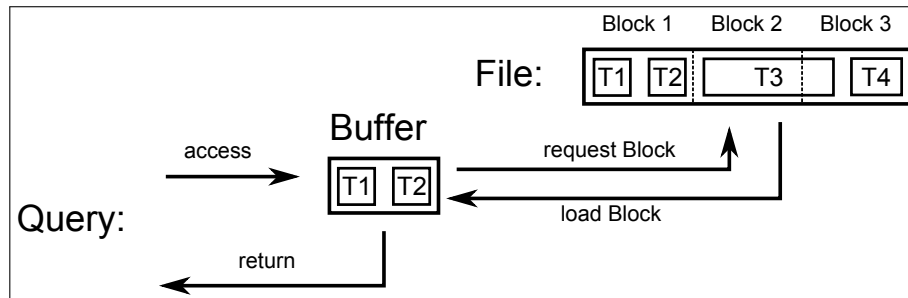 Block 1 Block 2 Block 3
File: T1 T2 T3 T4
Buffer
access
request Block
T1 T2
load Block
Query:
return